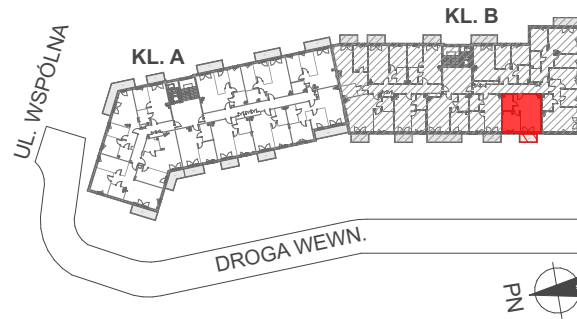 KL. B
KL. A
UL. WSPÓLNA
DROGA WEWN.
PN